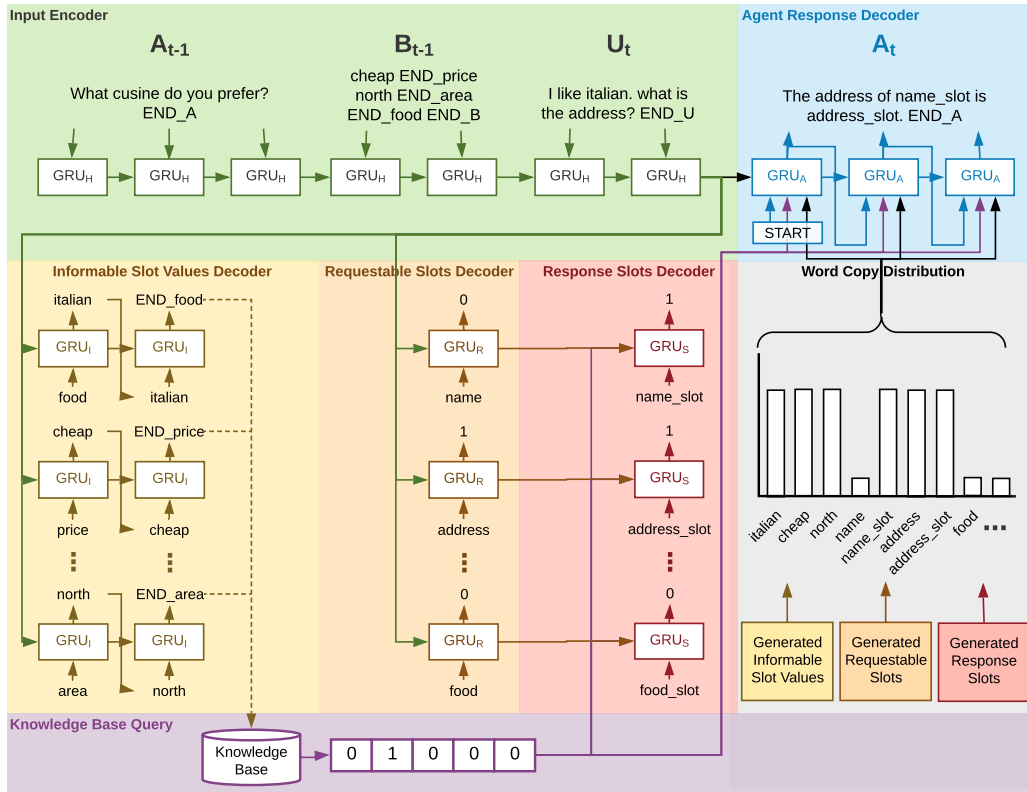 Input Encoder
Agent Response Decoder
At-1
Bt-1
Ut
At
What cusine do you prefer?
END_A
cheap END_price
north END_area
END_food END_B
I like italian. what is
the address? END_U
The address of name_slot is
address_slot. END_A
GRUH GRUH GRUH GRUH GRUH GRUH GRUH GRUA GRUA GRUA
START
Informable Slot Values Decoder
Requestable Slots Decoder
Response Slots Decoder
Word Copy Distribution
italian END_food 0 1
GRUI GRUI GRUR GRUS
food italian name name_slot
cheap END_price 1 1
GRUI GRUI GRUR GRUS
price cheap address address_slot
north END_area 0 0
GRUI GRUI GRUR GRUS
area north food food_slot
italian cheap north name name_slot address address_slot food ...
Generated
Informable
Slot Values
Generated
Requestable
Slots
Generated
Response
Slots
Knowledge Base Query
Knowledge
Base
0 1 0 0 0